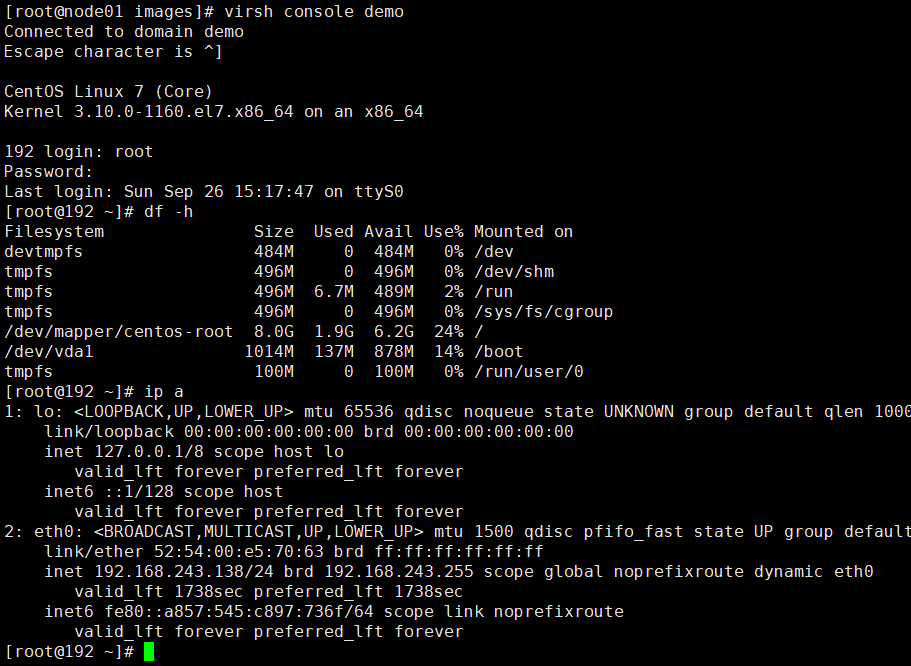 [root@node01 images]# virsh console demo
Connected to domain demo
Escape character is ^]

CentOS Linux 7 (Core)
Kernel 3.10.0-1160.el7.x86_64 on an x86_64

192 login: root
Password:
Last login: Sun Sep 26 15:17:47 on ttyS0
[root@192 ~]# df -h
Filesystem               Size  Used Avail Use% Mounted on
devtmpfs                 484M     0  484M   0% /dev
tmpfs                    496M     0  496M   0% /dev/shm
tmpfs                    496M  6.7M  489M   2% /run
tmpfs                    496M     0  496M   0% /sys/fs/cgroup
/dev/mapper/centos-root  8.0G  1.9G  6.2G  24% /
/dev/vda1               1014M  137M  878M  14% /boot
tmpfs                    100M     0  100M   0% /run/user/0
[root@192 ~]# ip a
1: lo: <LOOPBACK,UP,LOWER_UP> mtu 65536 qdisc noqueue state UNKNOWN group default qlen 1000
    link/loopback 00:00:00:00:00:00 brd 00:00:00:00:00:00
    inet 127.0.0.1/8 scope host lo
       valid_lft forever preferred_lft forever
    inet6 ::1/128 scope host
       valid_lft forever preferred_lft forever
2: eth0: <BROADCAST,MULTICAST,UP,LOWER_UP> mtu 1500 qdisc pfifo_fast state UP group default
    link/ether 52:54:00:e5:70:63 brd ff:ff:ff:ff:ff:ff
    inet 192.168.243.138/24 brd 192.168.243.255 scope global noprefixroute dynamic eth0
       valid_lft 1738sec preferred_lft 1738sec
    inet6 fe80::a857:545:c897:736f/64 scope link noprefixroute
       valid_lft forever preferred_lft forever
[root@192 ~]#